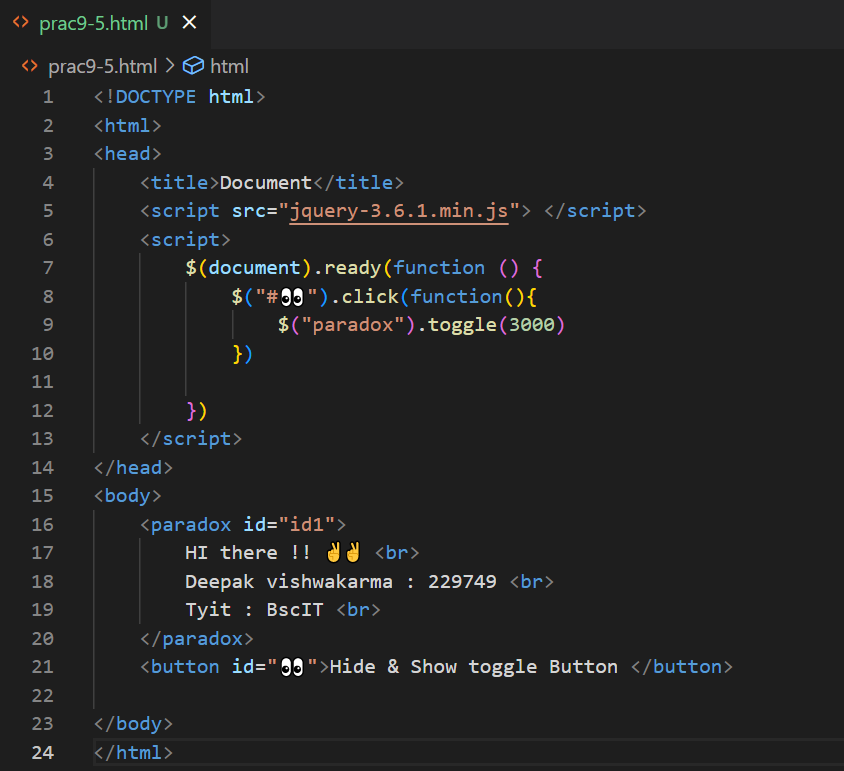 <> prac9-5.html U ×
<> prac9-5.html > html
1 <!DOCTYPE html>
2 <html>
3 <head>
4     <title>Document</title>
5     <script src="jquery-3.6.1.min.js"> </script>
6     <script>
7         $(document).ready(function () {
8             $("#👀").click(function(){
9                 $("paradox").toggle(3000)
10             })
11
12         })
13     </script>
14 </head>
15 <body>
16     <paradox id="id1">
17         HI there !! ✌✌ <br>
18         Deepak vishwakarma : 229749 <br>
19         Tyit : BscIT <br>
20     </paradox>
21     <button id="👀">Hide & Show toggle Button </button>
22
23 </body>
24 </html>